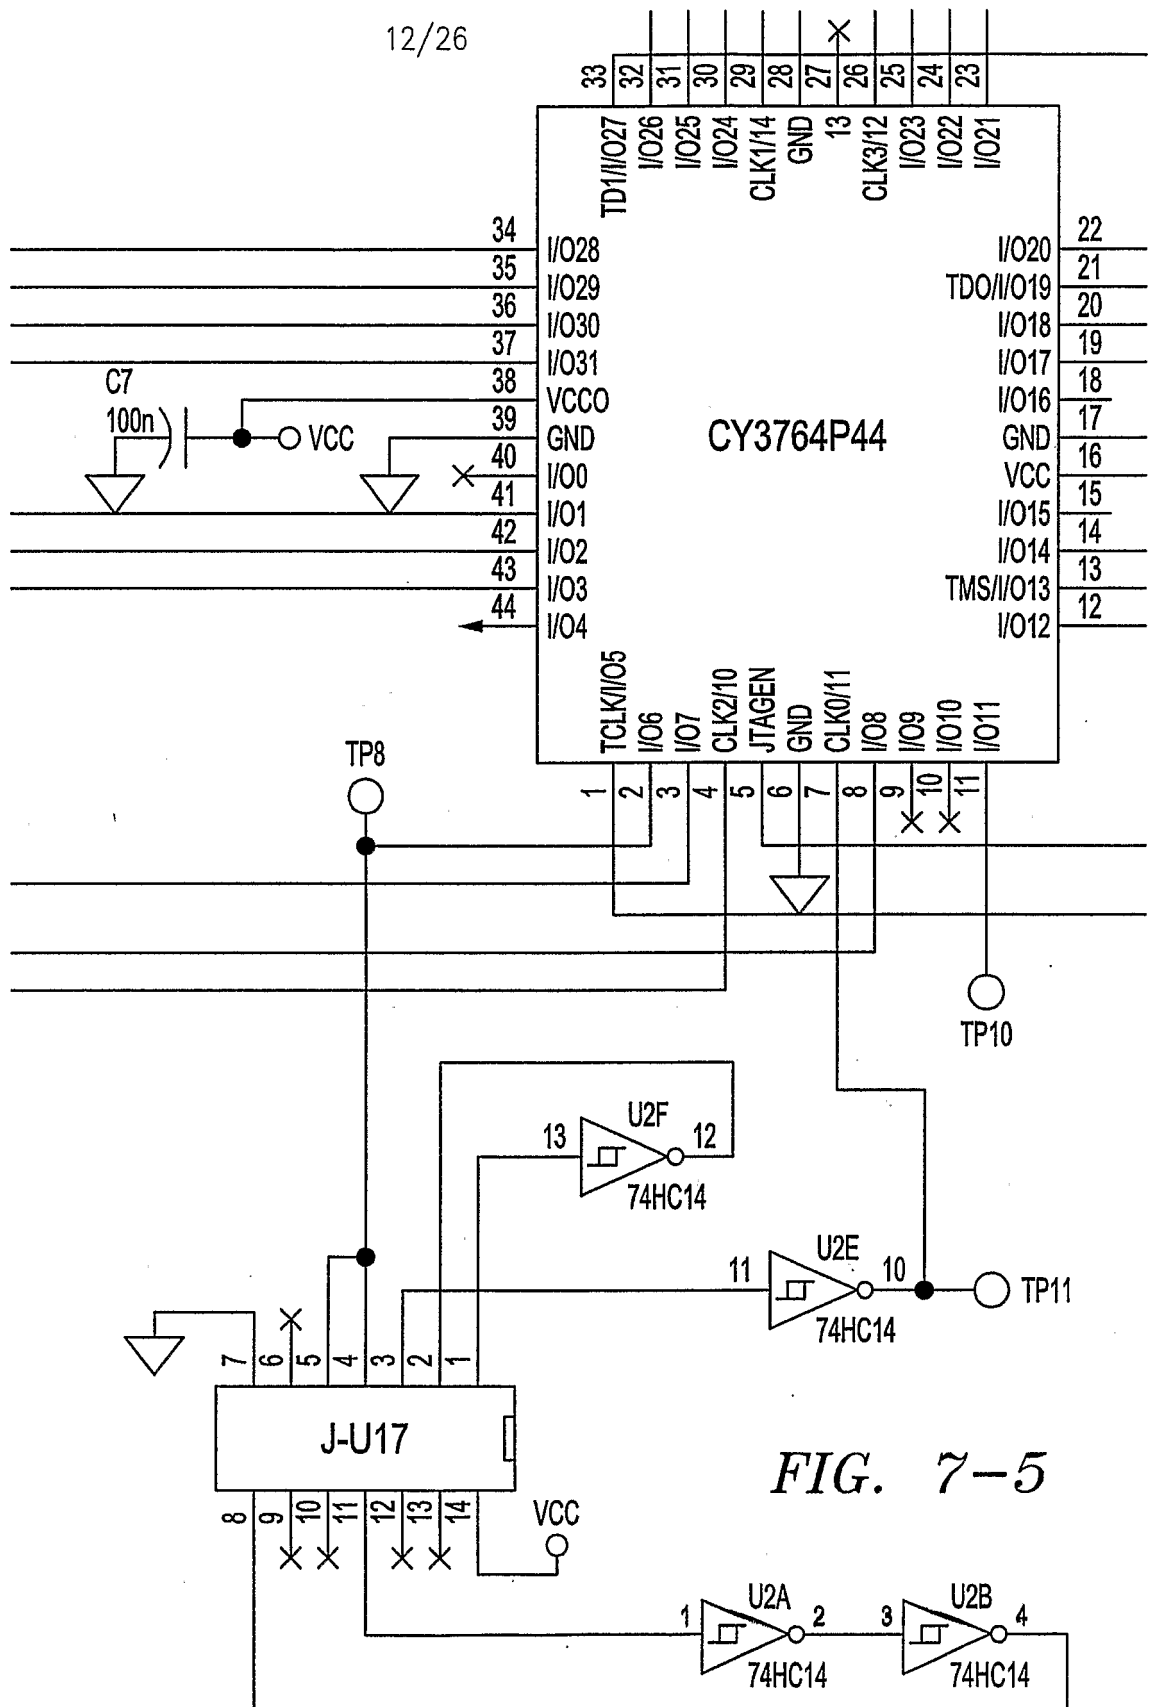 12/26
33 32 31 30 29 28 27 26 25 24 23
TD1/I/O27 I/O26 I/O25 I/O24 CLK1/14 GND 13 CLK3/12 I/O23 I/O22 I/O21
34 I/O28
35 I/O29
36 I/O30
37 I/O31
38 VCCO
39 GND
40 I/O0
41 I/O1
42 I/O2
43 I/O3
44 I/O4
C7
100n
VCC
CY3764P44
I/O20 22
TDO/I/O19 21
I/O18 20
I/O17 19
I/O16 18
GND 17
VCC 16
I/O15 15
I/O14 14
TMS/I/O13 13
I/O12 12
TCLK/I/O5 I/O6 I/O7 CLK2/10 JTAGEN GND CLK0/11 I/O8 I/O9 I/O10 I/O11
1 2 3 4 5 6 7 8 9 10 11
TP8
TP10
U2F
13 12
74HC14
U2E
11 10
TP11
74HC14
7 6 5 4 3 2 1
J-U17
8 9 10 11 12 13 14
VCC
FIG. 7-5
U2A
1 2
74HC14
U2B
3 4
74HC14